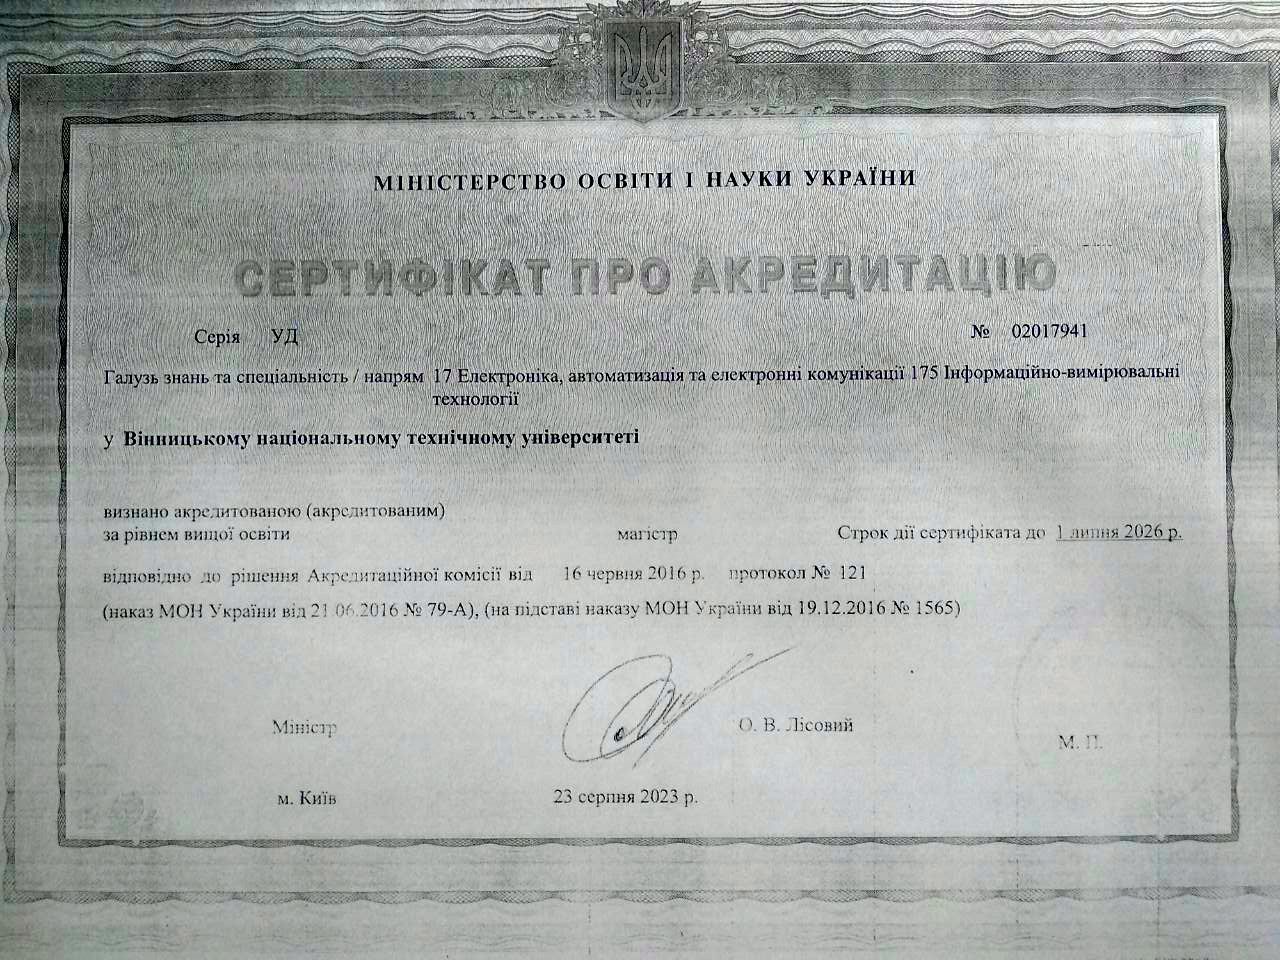 МІНІСТЕРСТВО ОСВІТИ І НАУКИ УКРАЇНИ
СЕРТИФІКАТ ПРО АКРЕДИТАЦІЮ
Серія УД № 02017941
Галузь знань та спеціальність / напрям 17 Електроніка, автоматизація та електронні комунікації 175 Інформаційно-вимірювальні
технології
у Вінницькому національному технічному університеті
визнано акредитованою (акредитованим)
за рівнем вищої освіти магістр Строк дії сертифіката до 1 липня 2026 р.
відповідно до рішення Акредитаційної комісії від 16 червня 2016 р. протокол № 121
(наказ МОН України від 21.06.2016 № 79-А), (на підставі наказу МОН України від 19.12.2016 № 1565)
Міністр О. В. Лісовий
М. П.
м. Київ 23 серпня 2023 р.